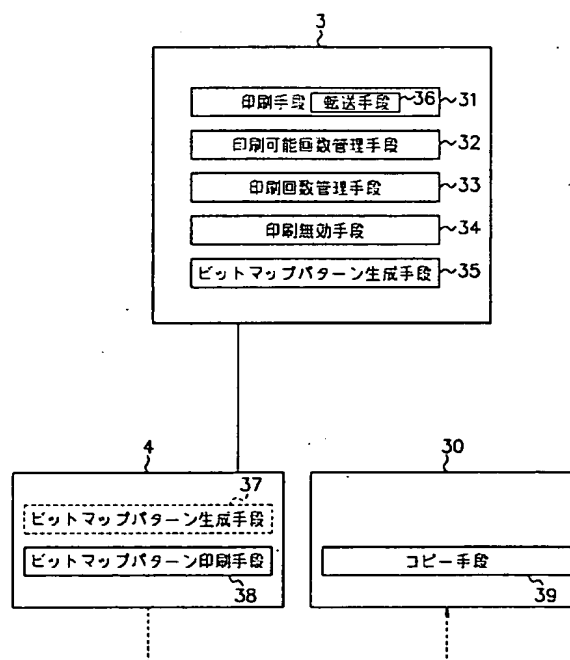 3
印刷手段 転送手段 36 31
印刷可能回数管理手段 32
印刷回数管理手段 33
印刷無効手段 34
ビットマップパターン生成手段 35
4
30
37
ビットマップパターン生成手段
ビットマップパターン印刷手段
38
コピー手段
39